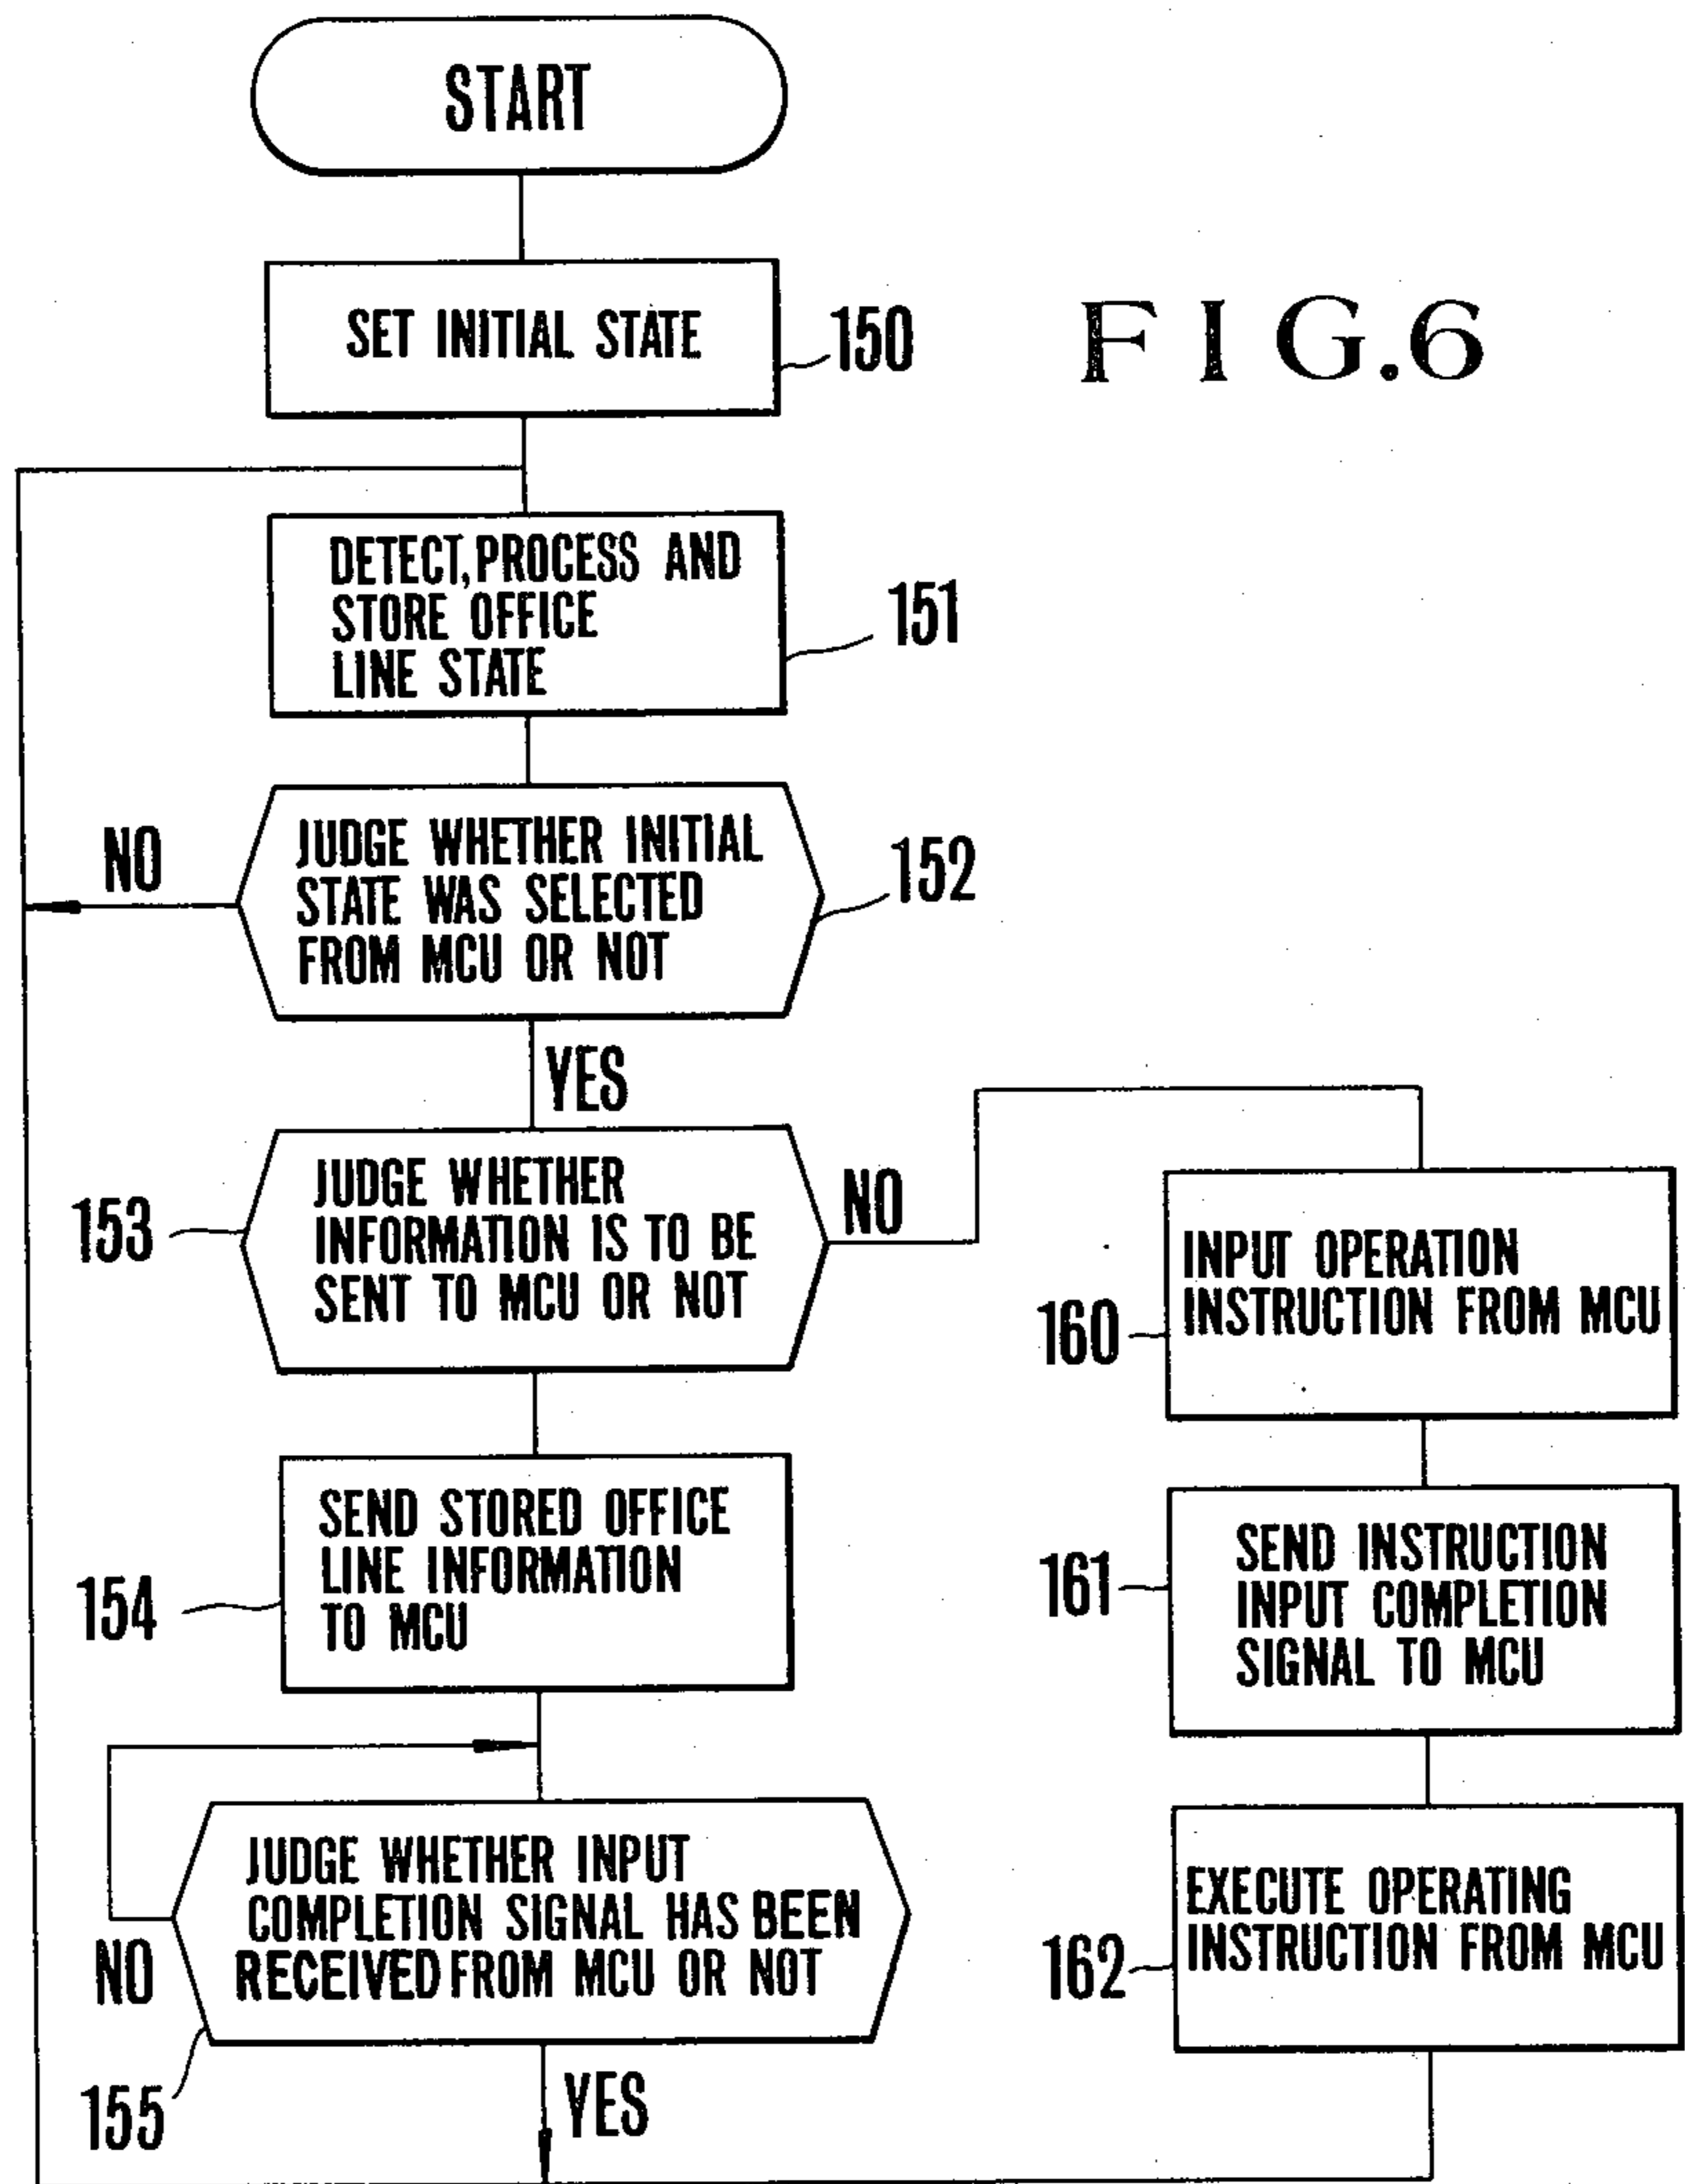 START
SET INITIAL STATE
150
FIG.6
DETECT, PROCESS AND
STORE OFFICE
LINE STATE
151
NO
JUDGE WHETHER INITIAL
STATE WAS SELECTED
FROM MCU OR NOT
152
YES
153
JUDGE WHETHER
INFORMATION IS TO BE
SENT TO MCU OR NOT
NO
154
SEND STORED OFFICE
LINE INFORMATION
TO MCU
JUDGE WHETHER INPUT
COMPLETION SIGNAL HAS BEEN
RECEIVED FROM MCU OR NOT
NO
155
YES
160
INPUT OPERATION
INSTRUCTION FROM MCU
161
SEND INSTRUCTION
INPUT COMPLETION
SIGNAL TO MCU
162
EXECUTE OPERATING
INSTRUCTION FROM MCU